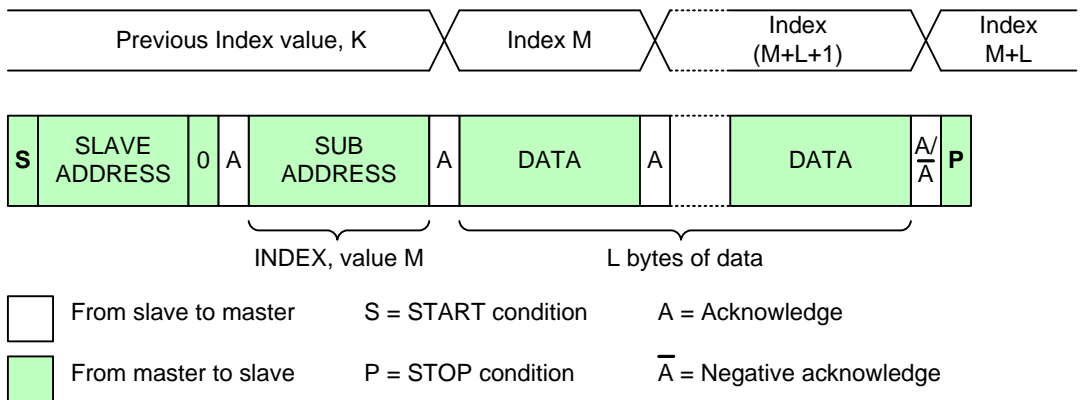 Previous Index value, K
Index M
Index
(M+L+1)
Index
M+L
S
SLAVE
ADDRESS
0
A
SUB
ADDRESS
A
DATA
A
DATA
A/
A̅
P
INDEX, value M
L bytes of data
From slave to master
S = START condition
A = Acknowledge
From master to slave
P = STOP condition
A̅ = Negative acknowledge